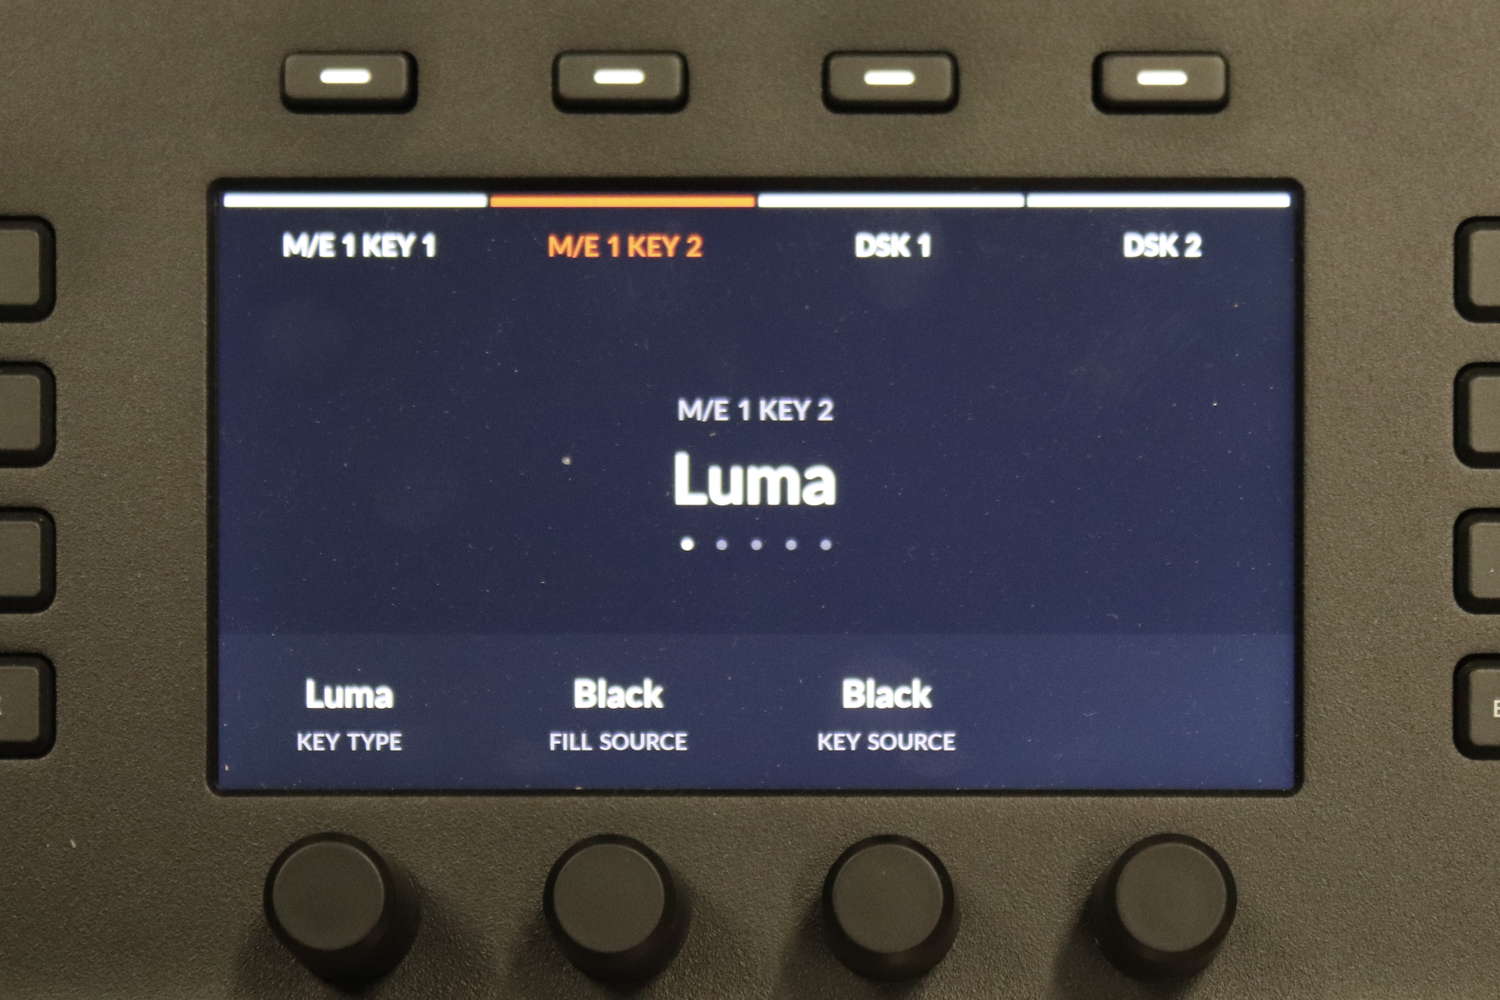 M/E 1 KEY 1 M/E 1 KEY 2 DSK 1 DSK 2
M/E 1 KEY 2
Luma
Luma Black Black
KEY TYPE FILL SOURCE KEY SOURCE